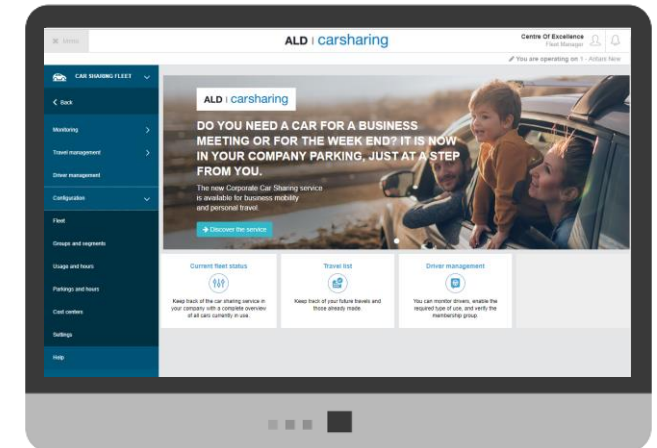 Menu
ALD | carsharing
Centre Of Excellence
Fleet Manager
You are operating on 1 - Ald
CAR SHARING FLEET
Back
Monitoring
Travel management
Driver management
Configuration
Fleet
Groups and segments
Usage and hours
Parkings and hours
Cost centers
Settings
Help
ALD | carsharing
DO YOU NEED A CAR FOR A BUSINESS
MEETING OR FOR THE WEEK END? IT IS NOW
IN YOUR COMPANY PARKING, JUST AT A STEP
FROM YOU.
The new Corporate Car Sharing service
is available for business mobility
and personal travel.
Discover the service
Current fleet status
Keep track of the car sharing service in
your company with a complete overview
of all cars currently in use.
Travel list
Keep track of your future travels and
those already made.
Driver management
You can monitor drivers, enable the
required type of use, and verify the
membership group.